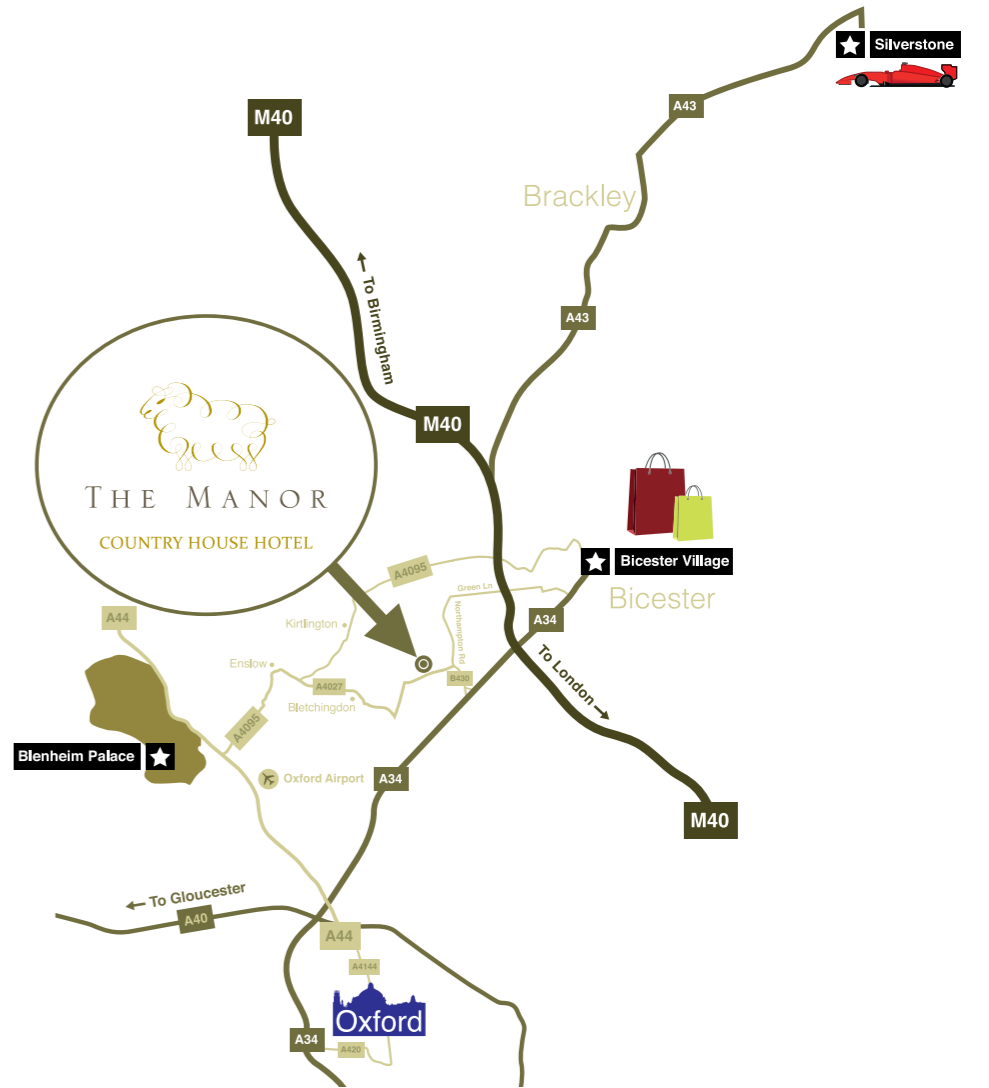 Silverstone
A43
M40
Brackley
A43
← To Birmingham
M40
THE MANOR
COUNTRY HOUSE HOTEL
Bicester Village
A4095
Green Ln
Bicester
A44
Kirtlington
Northampton Rd
A34
Enslow
To London →
B430
A4027
Bletchingdon
A4095
Blenheim Palace
Oxford Airport
A34
M40
← To Gloucester
A40
A44
A4144
Oxford
A34
A420